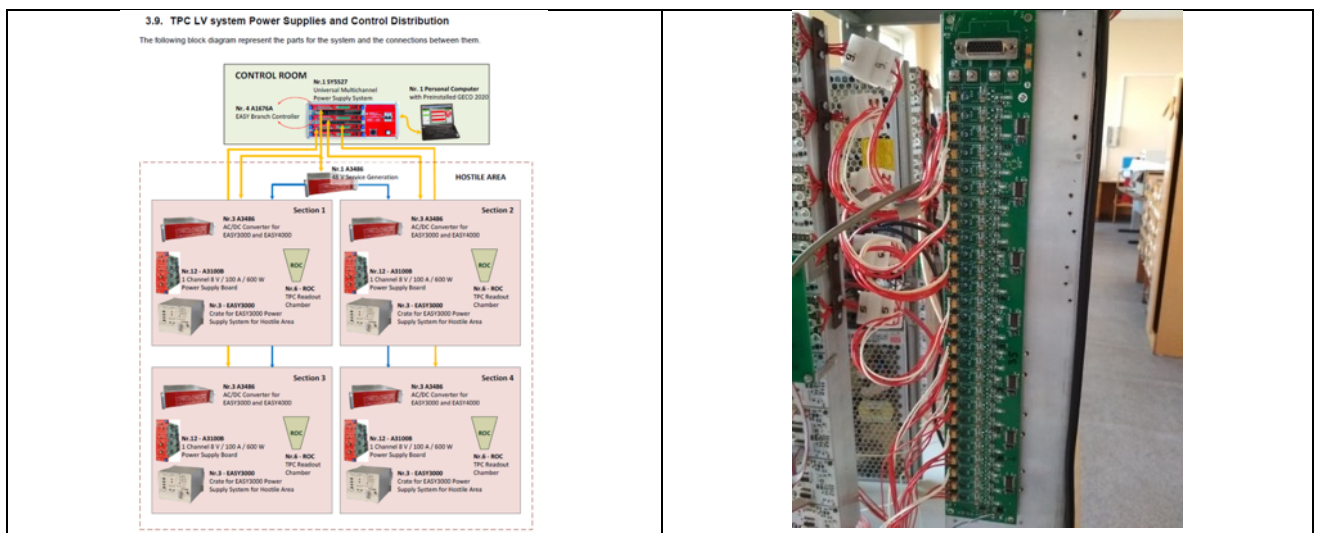 3.9. TPC LV system Power Supplies and Control Distribution
The following block diagram represent the parts for the system and the connections between them.
CONTROL ROOM
Nr.1 SY5527
Universal Multichannel
Power Supply System
Nr. 4 A1676A
EASY Branch Controller
Nr. 1 Personal Computer
with Preinstalled GECO 2020
Nr.1 A3486
48 V Service Generation
HOSTILE AREA
Section 1
Nr.3 A3486
AC/DC Converter for
EASY3000 and EASY4000
Nr.12 - A3100B
1 Channel 8 V / 100 A / 600 W
Power Supply Board
ROC
Nr.6 - ROC
TPC Readout
Chamber
Nr.3 - EASY3000
Crate for EASY3000 Power
Supply System for Hostile Area
Section 2
Nr.3 A3486
AC/DC Converter for
EASY3000 and EASY4000
Nr.12 - A3100B
1 Channel 8 V / 100 A / 600 W
Power Supply Board
ROC
Nr.6 - ROC
TPC Readout
Chamber
Nr.3 - EASY3000
Crate for EASY3000 Power
Supply System for Hostile Area
Section 3
Nr.3 A3486
AC/DC Converter for
EASY3000 and EASY4000
Nr.12 - A3100B
1 Channel 8 V / 100 A / 600 W
Power Supply Board
ROC
Nr.6 - ROC
TPC Readout
Chamber
Nr.3 - EASY3000
Crate for EASY3000 Power
Supply System for Hostile Area
Section 4
Nr.3 A3486
AC/DC Converter for
EASY3000 and EASY4000
Nr.12 - A3100B
1 Channel 8 V / 100 A / 600 W
Power Supply Board
ROC
Nr.6 - ROC
TPC Readout
Chamber
Nr.3 - EASY3000
Crate for EASY3000 Power
Supply System for Hostile Area